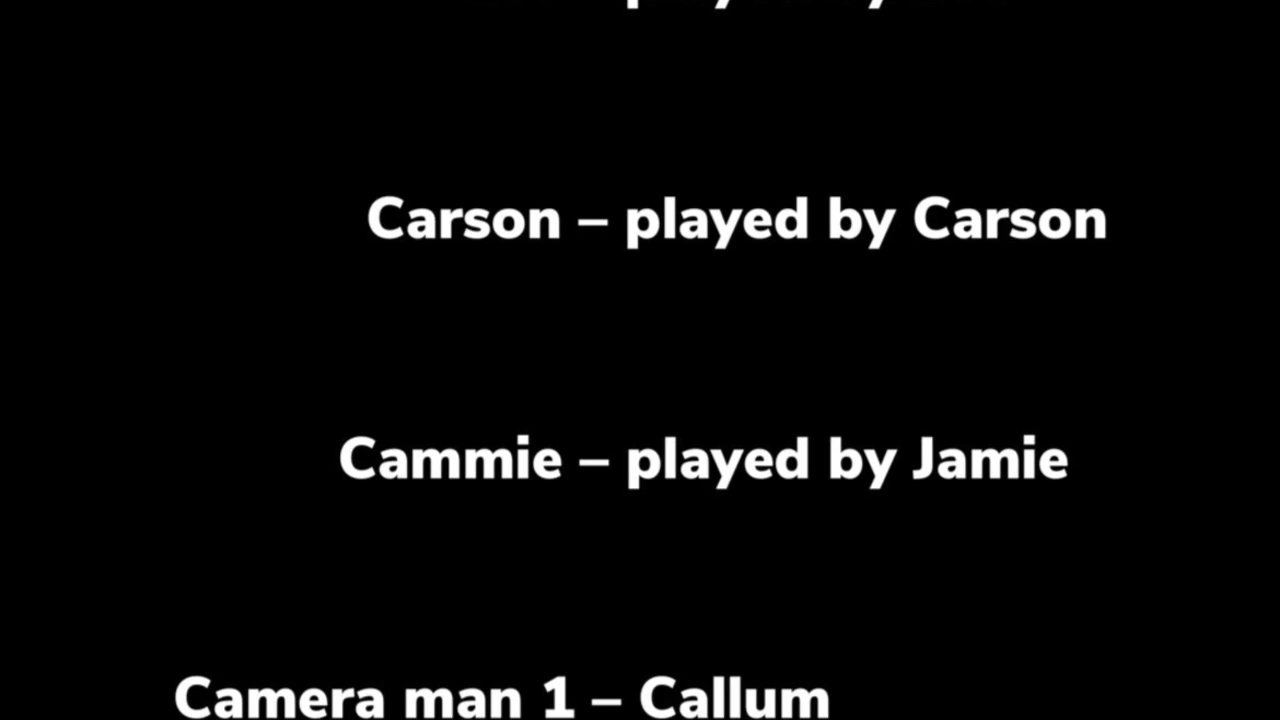 Carson – played by Carson
Cammie – played by Jamie
Camera man 1 – Callum